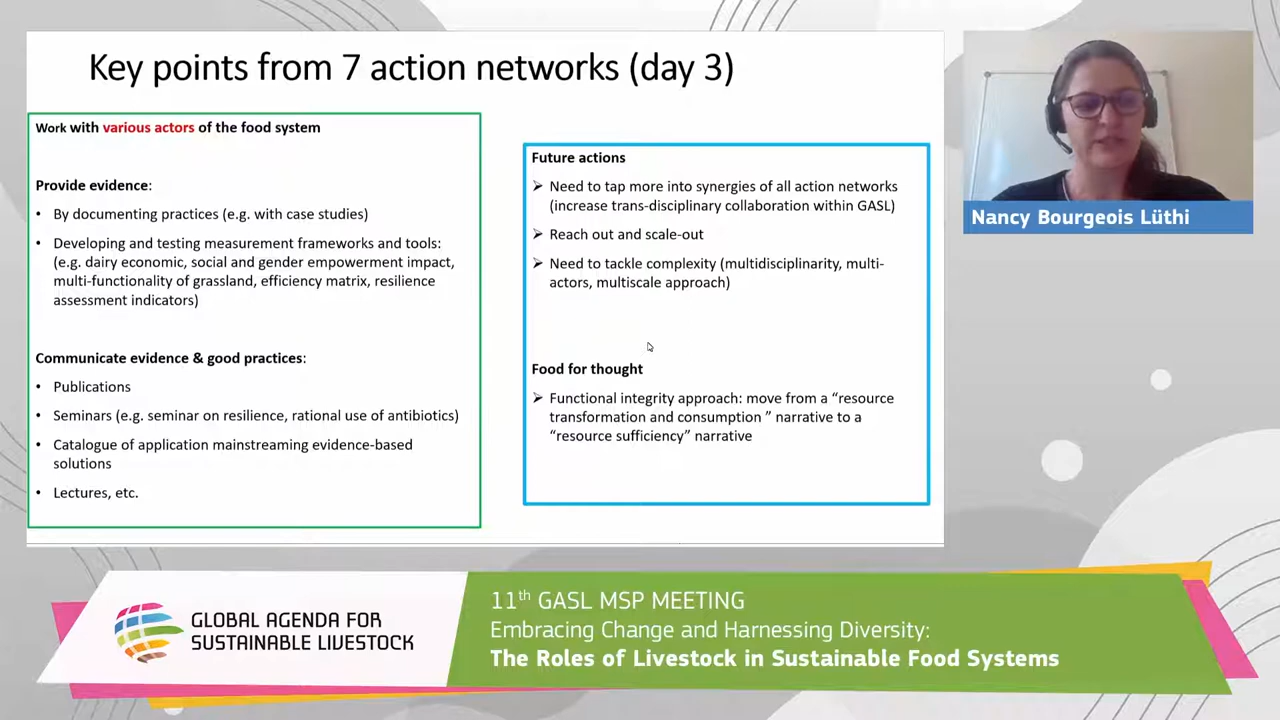 Key points from 7 action networks (day 3)
Work with various actors of the food system
Provide evidence:
• By documenting practices (e.g. with case studies)
• Developing and testing measurement frameworks and tools:
(e.g. dairy economic, social and gender empowerment impact,
multi-functionality of grassland, efficiency matrix, resilience
assessment indicators)
Communicate evidence & good practices:
• Publications
• Seminars (e.g. seminar on resilience, rational use of antibiotics)
• Catalogue of application mainstreaming evidence-based
solutions
• Lectures, etc.
Future actions
➢ Need to tap more into synergies of all action networks
(increase trans-disciplinary collaboration within GASL)
➢ Reach out and scale-out
➢ Need to tackle complexity (multidisciplinarity, multi-
actors, multiscale approach)
Food for thought
➢ Functional integrity approach: move from a “resource
transformation and consumption ” narrative to a
“resource sufficiency” narrative
Nancy Bourgeois Lüthi
GLOBAL AGENDA FOR
SUSTAINABLE LIVESTOCK
11th GASL MSP MEETING
Embracing Change and Harnessing Diversity:
The Roles of Livestock in Sustainable Food Systems